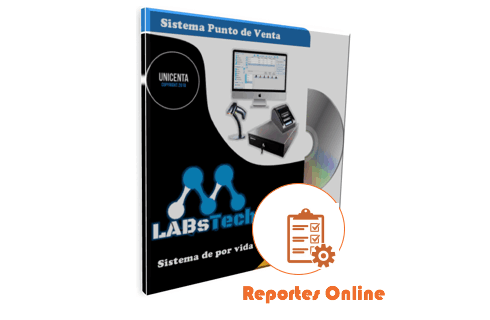 Sistema Punto de Venta
UNICENTA
LABsTech
Sistema de por vida
Reportes Online